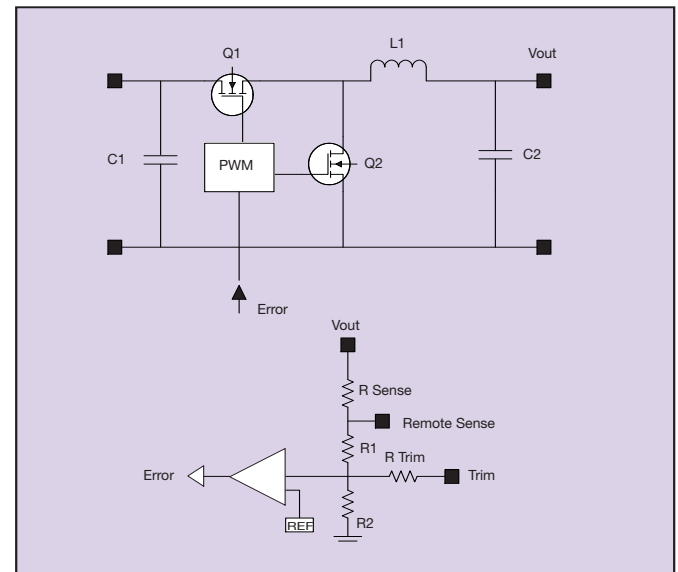 Q1
L1
Vout
C1
PWM
Q2
C2
Error
Vout
R Sense
Remote Sense
R1
R Trim
Error
Trim
REF
R2